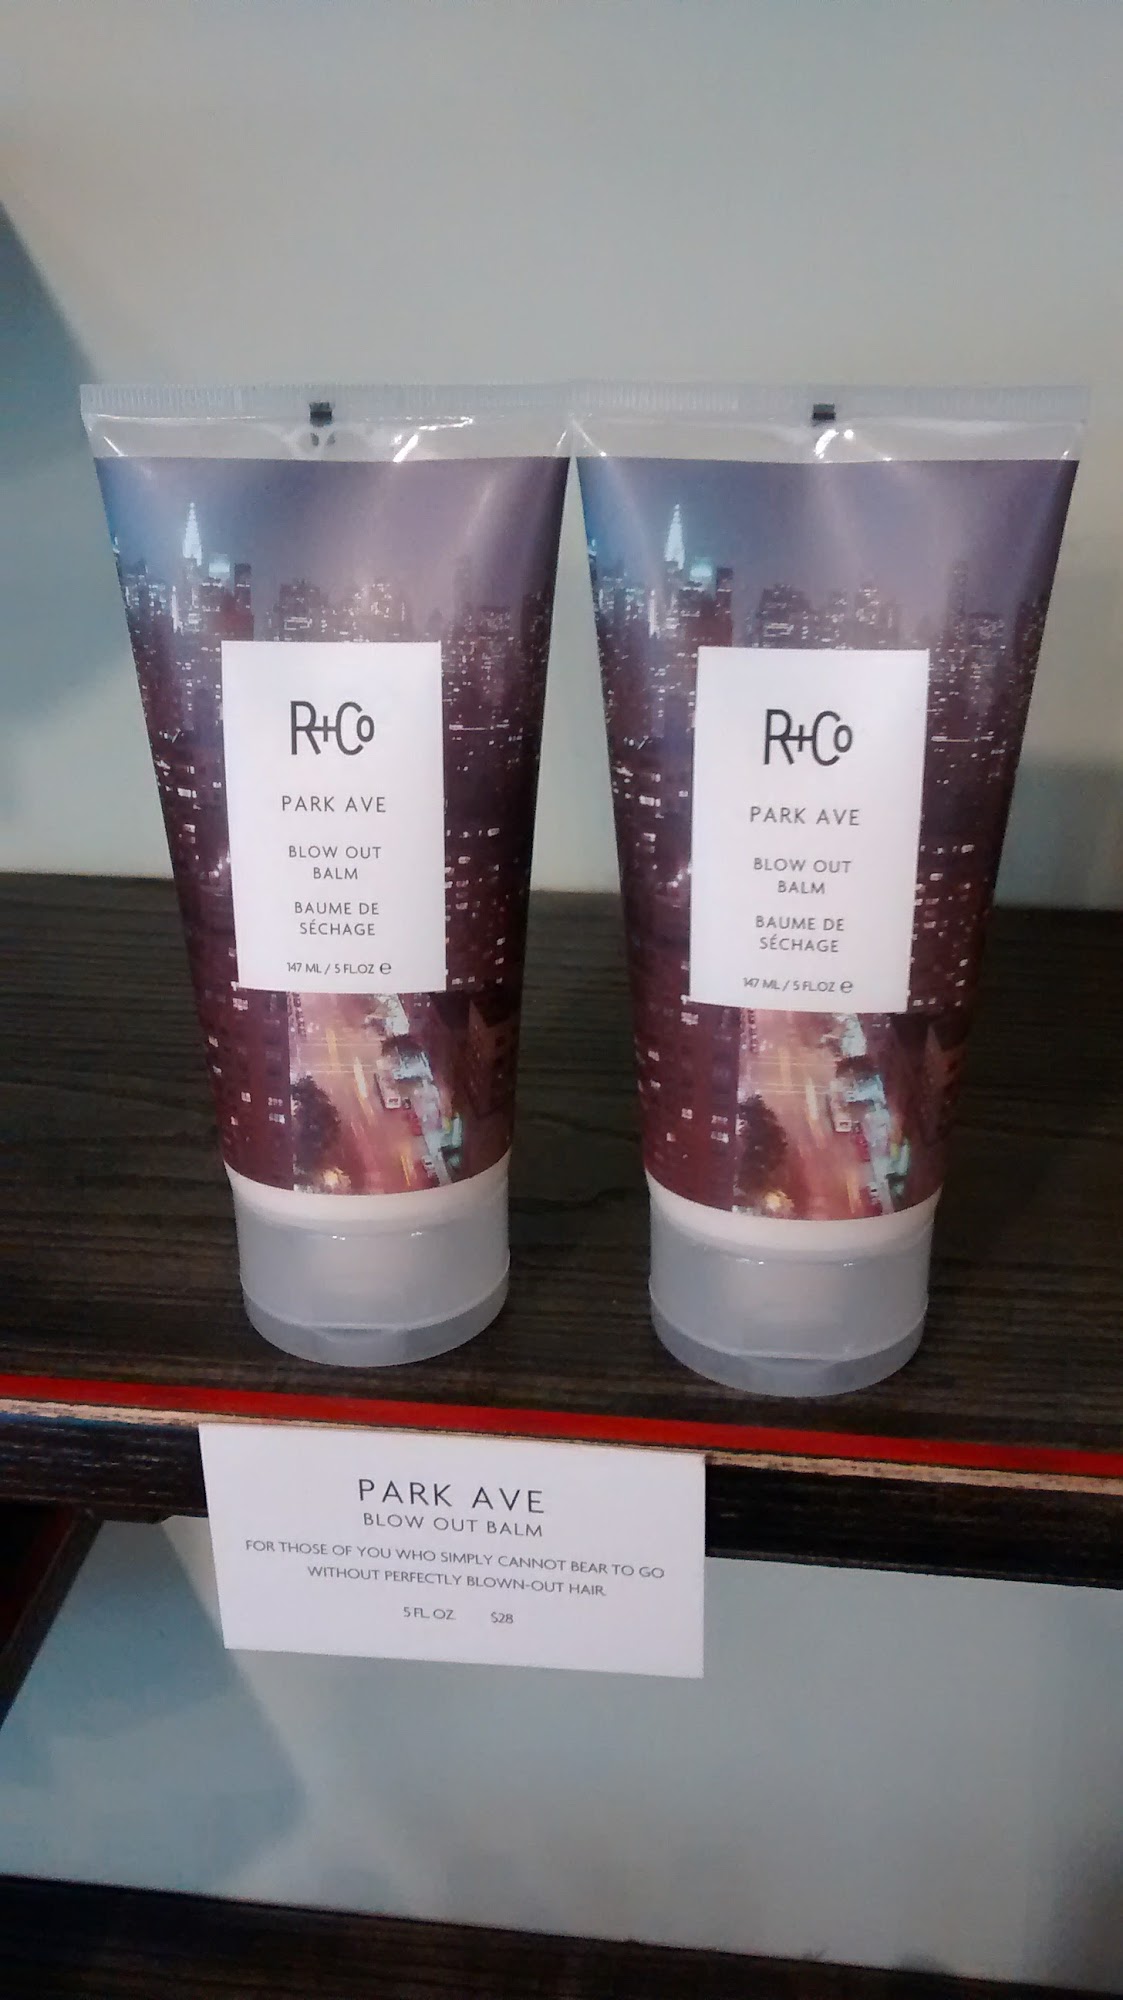 R+Co
PARK AVE
BLOW OUT
BALM
BAUME DE
SÉCHAGE
147 ML / 5 FL.OZ ℮
R+Co
PARK AVE
BLOW OUT
BALM
BAUME DE
SÉCHAGE
147 ML / 5 FL.OZ ℮
PARK AVE
BLOW OUT BALM
FOR THOSE OF YOU WHO SIMPLY CANNOT BEAR TO GO
WITHOUT PERFECTLY BLOWN-OUT HAIR.
5 FL. OZ. $28